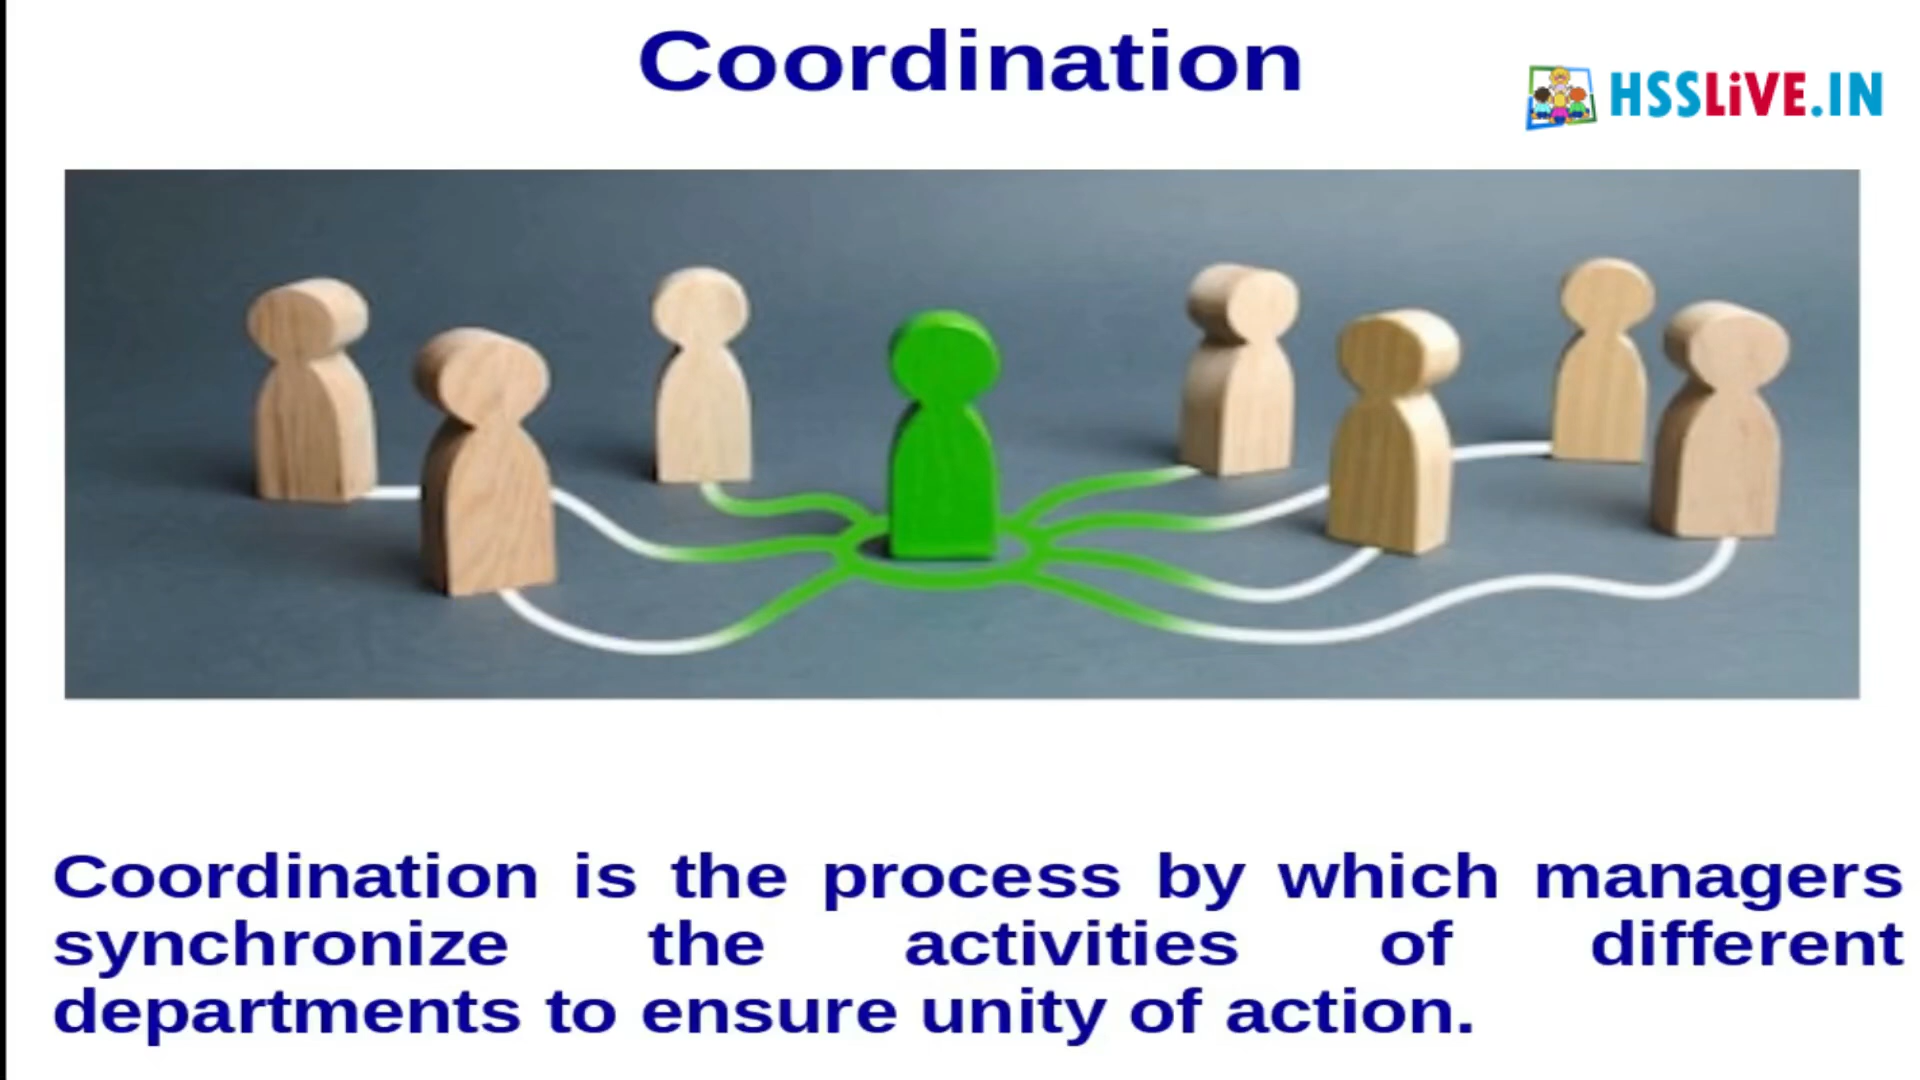 Coordination
HSSLiVE.IN
Coordination is the process by which managers
synchronize the activities of different
departments to ensure unity of action.